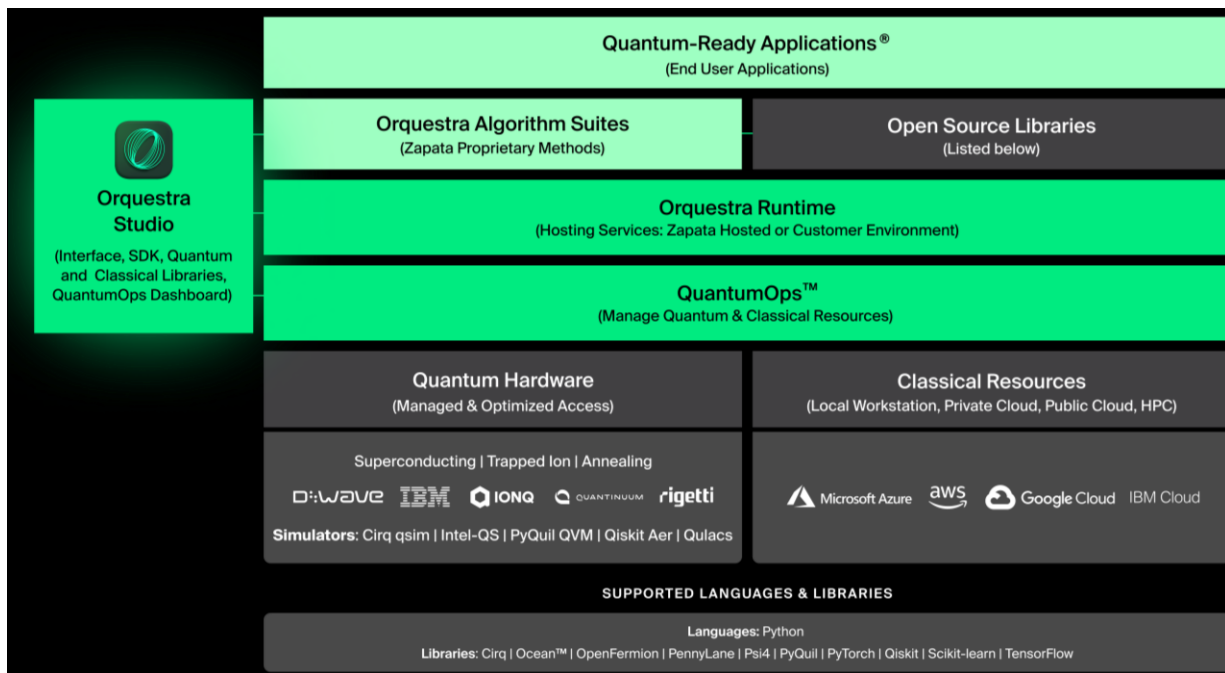 Quantum-Ready Applications®
(End User Applications)
Orquestra
Studio
(Interface, SDK, Quantum
and Classical Libraries,
QuantumOps Dashboard)
Orquestra Algorithm Suites
(Zapata Proprietary Methods)
Open Source Libraries
(Listed below)
Orquestra Runtime
(Hosting Services: Zapata Hosted or Customer Environment)
QuantumOps™
(Manage Quantum & Classical Resources)
Quantum Hardware
(Managed & Optimized Access)
Superconducting | Trapped Ion | Annealing
D:wave IBM IONQ QUANTINUUM rigetti
Simulators: Cirq qsim | Intel-QS | PyQuil QVM | Qiskit Aer | Qulacs
Classical Resources
(Local Workstation, Private Cloud, Public Cloud, HPC)
Microsoft Azure aws Google Cloud IBM Cloud
SUPPORTED LANGUAGES & LIBRARIES
Languages: Python
Libraries: Cirq | Ocean™ | OpenFermion | PennyLane | Psi4 | PyQuil | PyTorch | Qiskit | Scikit-learn | TensorFlow